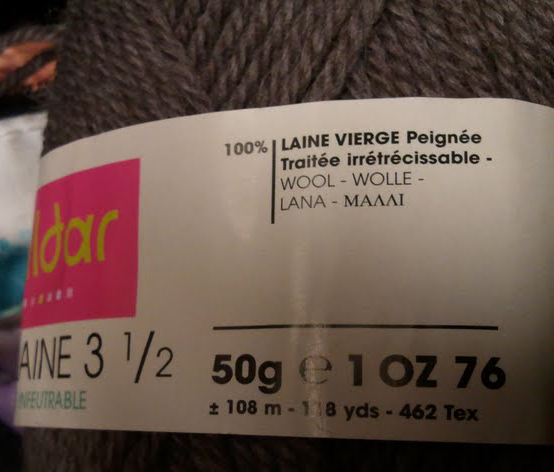 100% LAINE VIERGE Peignée
Traitée irrétrécissable -
WOOL - WOLLE -
LANA - ΜΑΛΛΙ
ldar
AINE 3 1/2
NFEUTRABLE
50g ℮ 1 OZ 76
± 108 m - 118 yds - 462 Tex